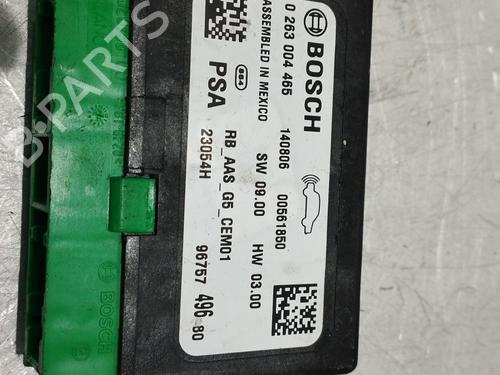 BOSCH
0 263 004 465
ASSEMBLED IN MEXICO
140806 00561850
884
SW 09.00 HW 03.00
PSA
RB_AAS_G5_CEM01
23054H
96757 496 80
BOSCH
B-PARTS